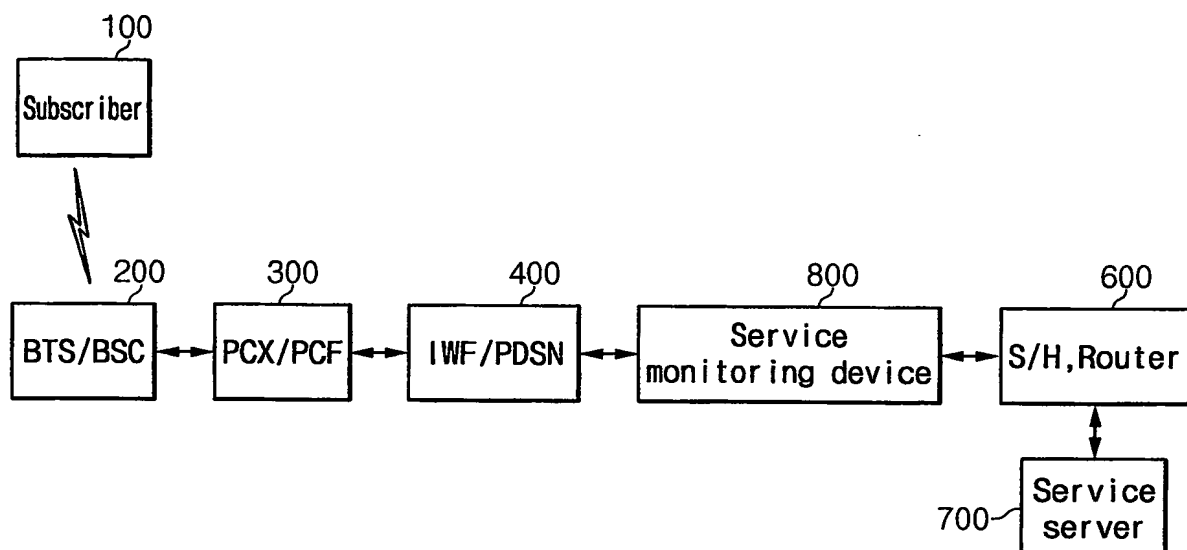 100
Subscriber
200
300
400
800
600
BTS/BSC
PCX/PCF
IWF/PDSN
Service
monitoring device
S/H,Router
700
Service
server